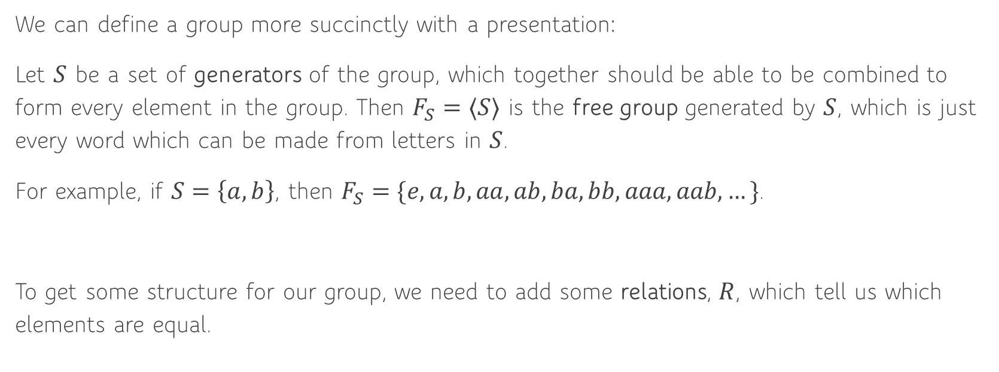 We can define a group more succinctly with a presentation:
Let S be a set of generators of the group, which together should be able to be combined to
form every element in the group. Then F_S = ⟨S⟩ is the free group generated by S, which is just
every word which can be made from letters in S.
For example, if S = {a, b}, then F_S = {e, a, b, aa, ab, ba, bb, aaa, aab, … }.
To get some structure for our group, we need to add some relations, R, which tell us which
elements are equal.